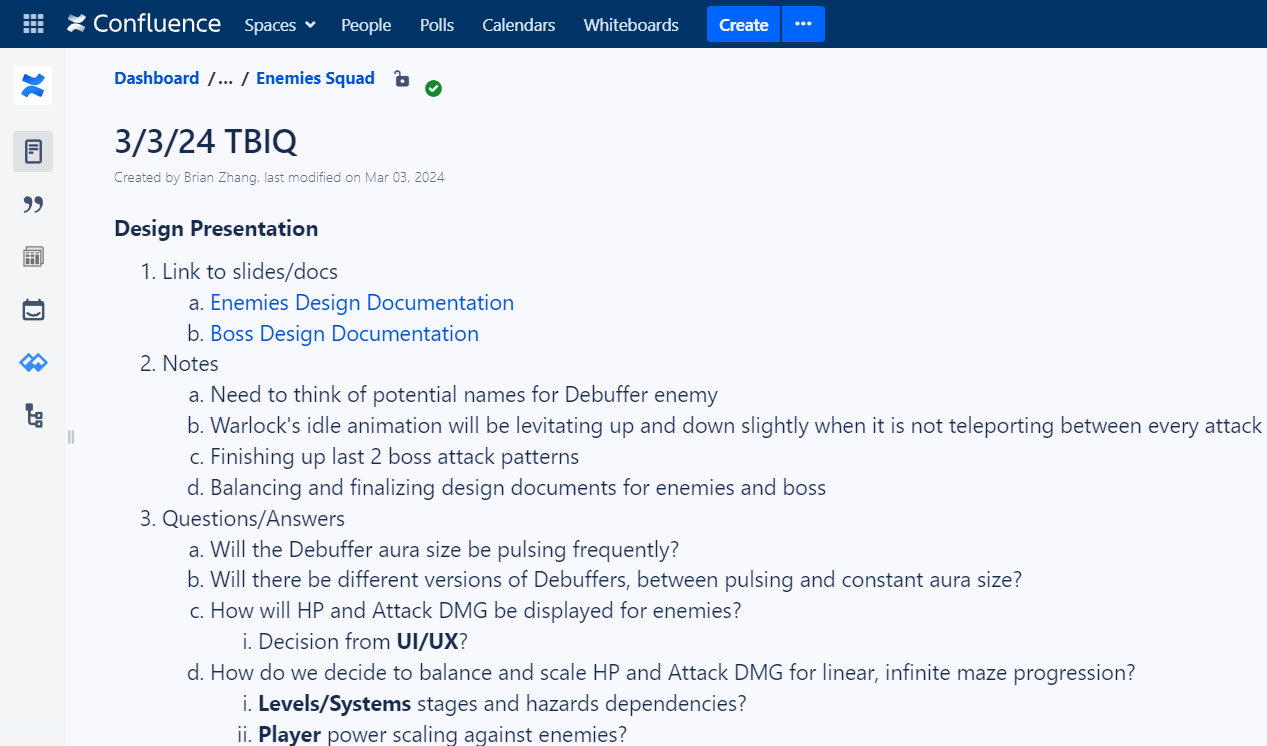 Confluence Spaces People Polls Calendars Whiteboards Create ...
Dashboard /... / Enemies Squad
3/3/24 TBIQ
Created by Brian Zhang, last modified on Mar 03, 2024
Design Presentation
1. Link to slides/docs
a. Enemies Design Documentation
b. Boss Design Documentation
2. Notes
a. Need to think of potential names for Debuffer enemy
b. Warlock's idle animation will be levitating up and down slightly when it is not teleporting between every attack
c. Finishing up last 2 boss attack patterns
d. Balancing and finalizing design documents for enemies and boss
3. Questions/Answers
a. Will the Debuffer aura size be pulsing frequently?
b. Will there be different versions of Debuffers, between pulsing and constant aura size?
c. How will HP and Attack DMG be displayed for enemies?
i. Decision from UI/UX?
d. How do we decide to balance and scale HP and Attack DMG for linear, infinite maze progression?
i. Levels/Systems stages and hazards dependencies?
ii. Player power scaling against enemies?